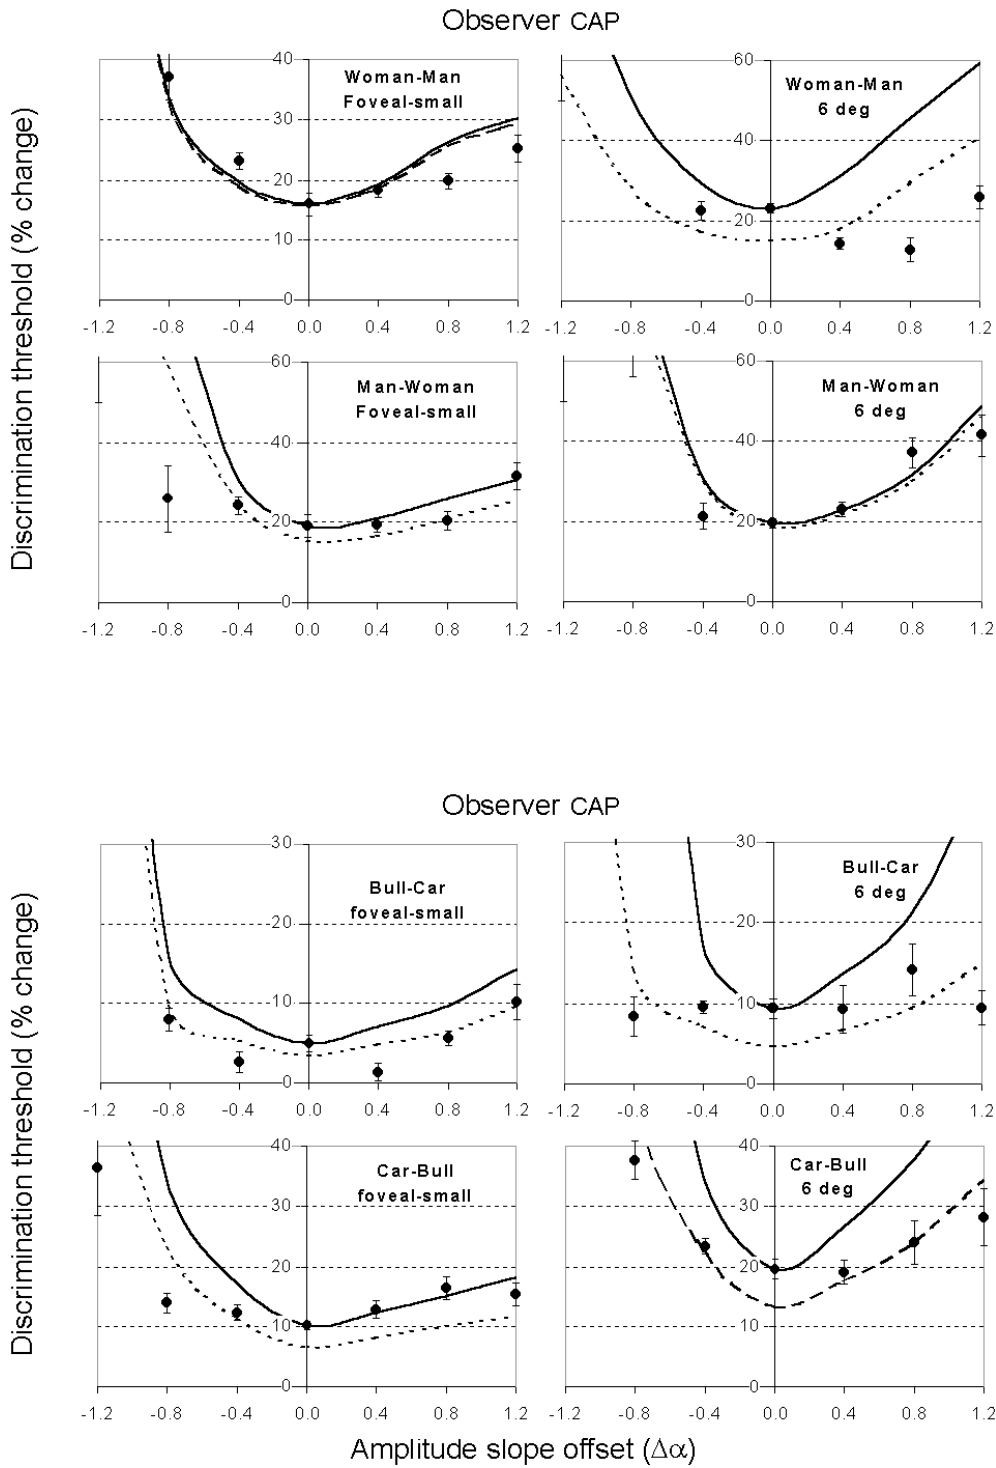 Observer CAP
Discrimination threshold (% change)
Woman-Man
Foveal-small
40
30
20
10
0
-1.2 -0.8 -0.4 0.0 0.4 0.8 1.2
Woman-Man
6 deg
60
40
20
0
-1.2 -0.8 -0.4 0.0 0.4 0.8 1.2
Man-Woman
Foveal-small
60
40
20
0
-1.2 -0.8 -0.4 0.0 0.4 0.8 1.2
Man-Woman
6 deg
60
40
20
0
-1.2 -0.8 -0.4 0.0 0.4 0.8 1.2
Observer CAP
Discrimination threshold (% change)
Bull-Car
foveal-small
30
20
10
0
-1.2 -0.8 -0.4 0.0 0.4 0.8 1.2
Bull-Car
6 deg
30
20
10
0
-1.2 -0.8 -0.4 0.0 0.4 0.8 1.2
Car-Bull
foveal-small
40
30
20
10
0
-1.2 -0.8 -0.4 0.0 0.4 0.8 1.2
Car-Bull
6 deg
40
30
20
10
0
-1.2 -0.8 -0.4 0.0 0.4 0.8 1.2
Amplitude slope offset (Δα)